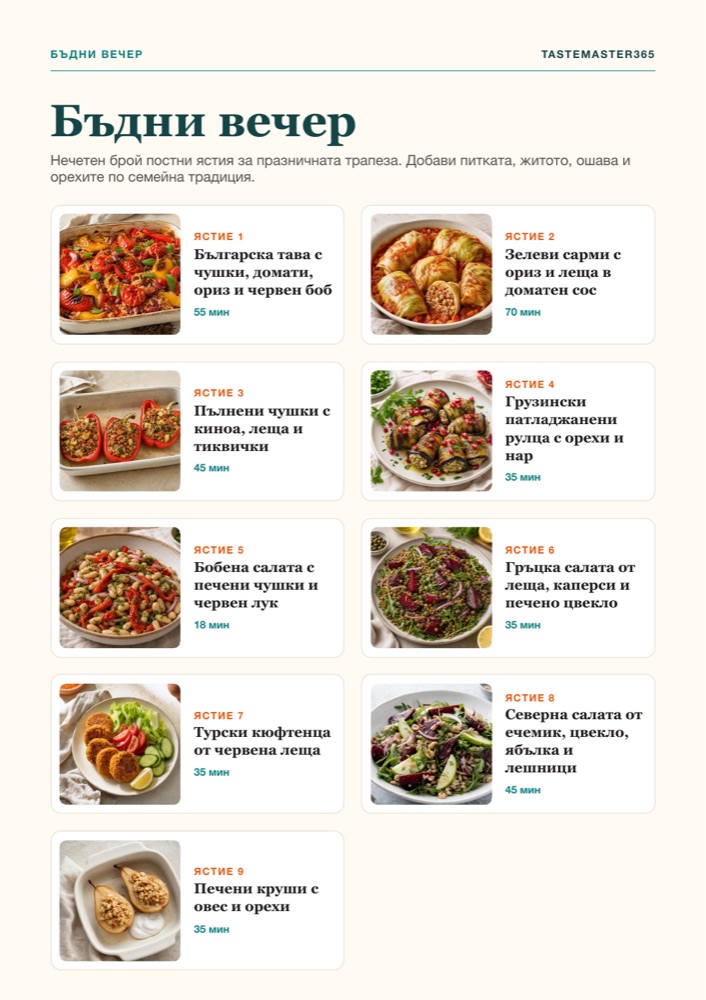 БЪДНИ ВЕЧЕР
TASTEMASTER365
Бъдни вечер
Нечетен брой постни ястия за празничната трапеза. Добави питката, житото, ошава и
орехите по семейна традиция.
ЯСТИЕ 1
Българска тава с
чушки, домати,
ориз и червен боб
55 мин
ЯСТИЕ 2
Зелеви сарми с
ориз и леща в
доматен сос
70 мин
ЯСТИЕ 3
Пълнени чушки с
киноа, леща и
тиквички
45 мин
ЯСТИЕ 4
Грузински
патладжанени
рулца с орехи и
нар
35 мин
ЯСТИЕ 5
Бобена салата с
печени чушки и
червен лук
18 мин
ЯСТИЕ 6
Гръцка салата от
леща, каперси и
печено цвекло
35 мин
ЯСТИЕ 7
Турски кюфтенца
от червена леща
35 мин
ЯСТИЕ 8
Северна салата от
ечемик, цвекло,
ябълка и
лешници
45 мин
ЯСТИЕ 9
Печени круши с
овес и орехи
35 мин